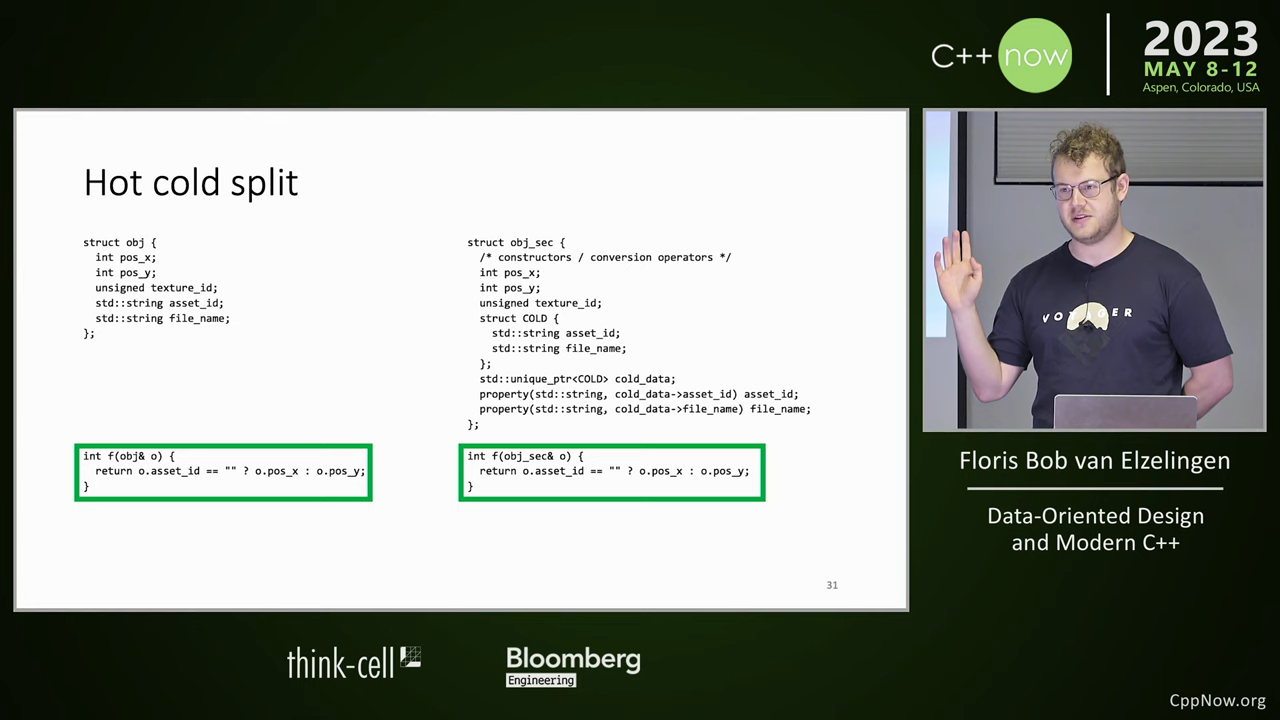 C++ now
2023
MAY 8-12
Aspen, Colorado, USA
Hot cold split
struct obj {
int pos_x;
int pos_y;
unsigned texture_id;
std::string asset_id;
std::string file_name;
};
int f(obj& o) {
return o.asset_id == "" ? o.pos_x : o.pos_y;
}
struct obj_sec {
/* constructors / conversion operators */
int pos_x;
int pos_y;
unsigned texture_id;
struct COLD {
std::string asset_id;
std::string file_name;
};
std::unique_ptr<COLD> cold_data;
property(std::string, cold_data->asset_id) asset_id;
property(std::string, cold_data->file_name) file_name;
};
int f(obj_sec& o) {
return o.asset_id == "" ? o.pos_x : o.pos_y;
}
31
VOYAGER
Floris Bob van Elzelingen
Data-Oriented Design
and Modern C++
think-cell
Bloomberg
Engineering
CppNow.org